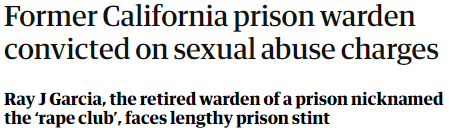 Former California prison warden
convicted on sexual abuse charges
Ray J Garcia, the retired warden of a prison nicknamed
the ‘rape club’, faces lengthy prison stint